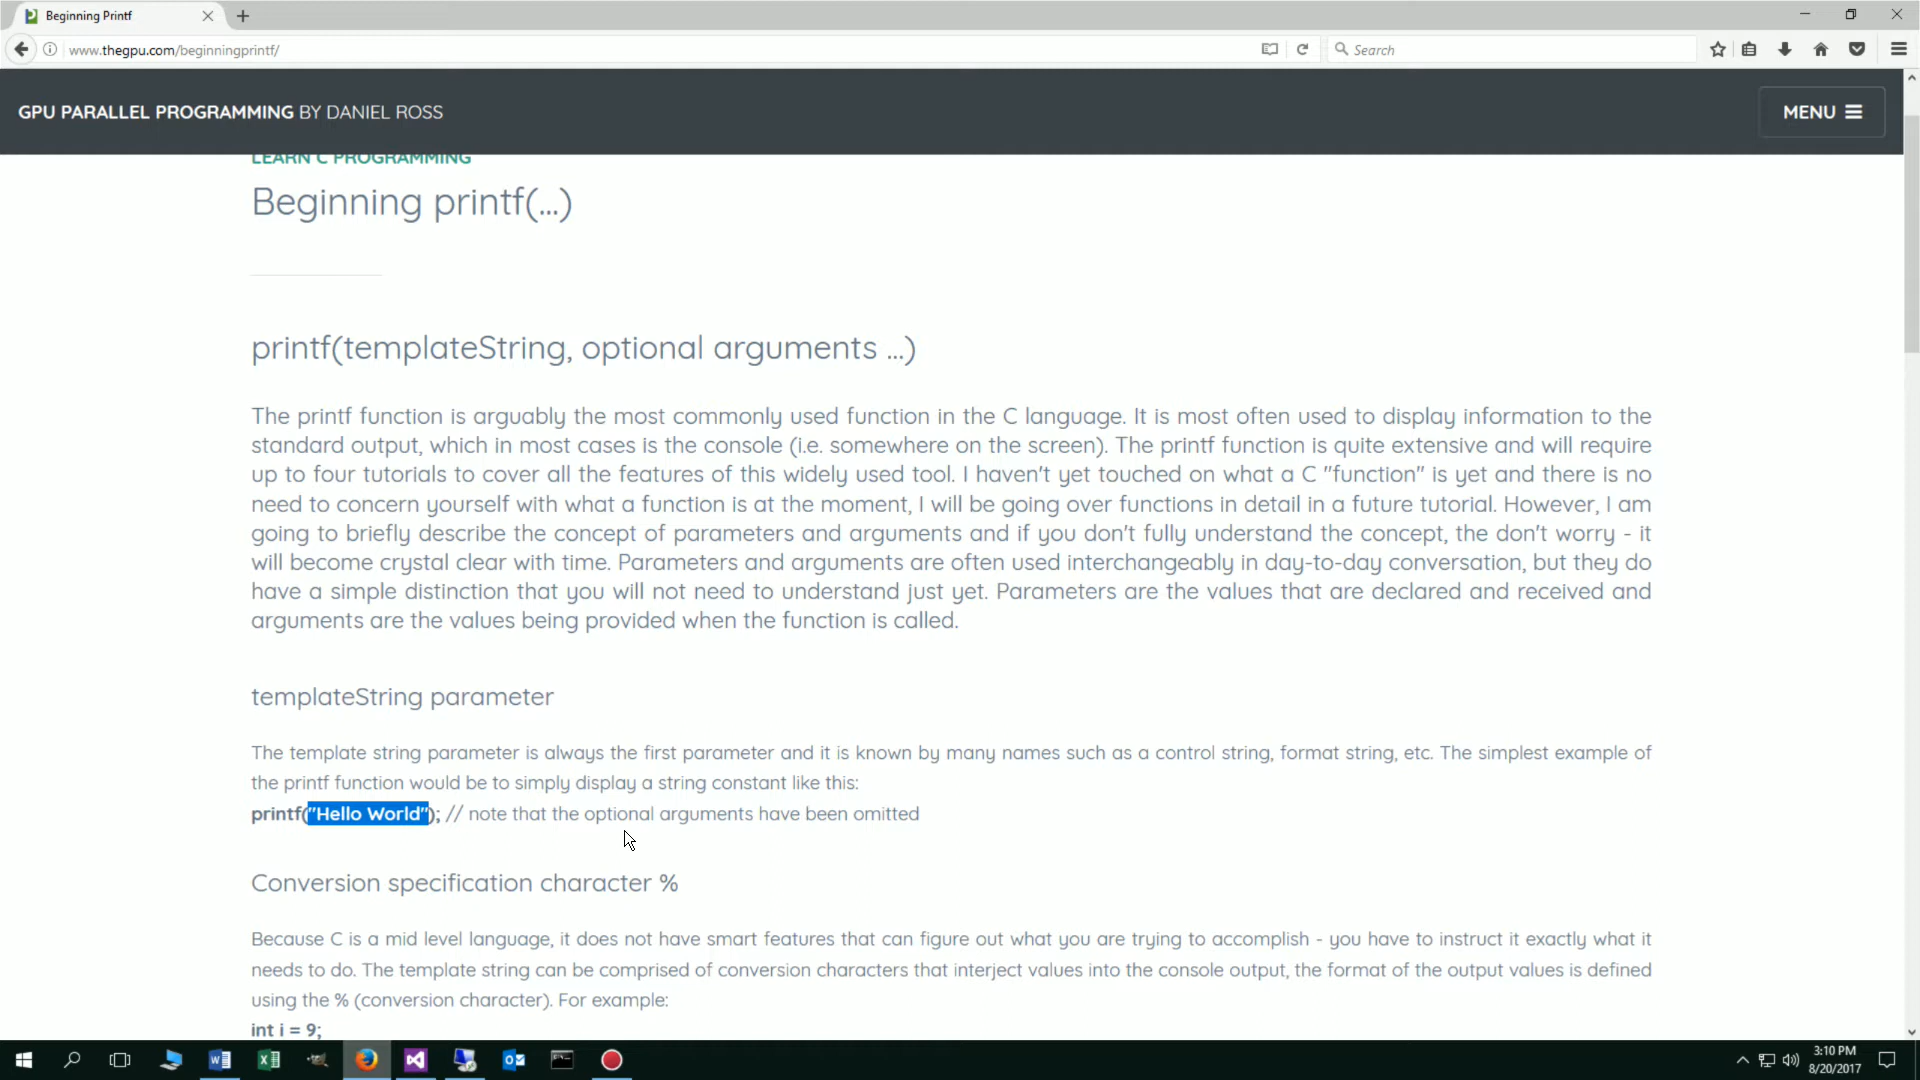 Beginning Printf
www.thegpu.com/beginningprintf/
Search
GPU PARALLEL PROGRAMMING BY DANIEL ROSS
MENU
LEARN C PROGRAMMING
Beginning printf(...)
printf(templateString, optional arguments ...)
The printf function is arguably the most commonly used function in the C language. It is most often used to display information to the
standard output, which in most cases is the console (i.e. somewhere on the screen). The printf function is quite extensive and will require
up to four tutorials to cover all the features of this widely used tool. I haven't yet touched on what a C "function" is yet and there is no
need to concern yourself with what a function is at the moment, I will be going over functions in detail in a future tutorial. However, I am
going to briefly describe the concept of parameters and arguments and if you don't fully understand the concept, the don't worry - it
will become crystal clear with time. Parameters and arguments are often used interchangeably in day-to-day conversation, but they do
have a simple distinction that you will not need to understand just yet. Parameters are the values that are declared and received and
arguments are the values being provided when the function is called.
templateString parameter
The template string parameter is always the first parameter and it is known by many names such as a control string, format string, etc. The simplest example of
the printf function would be to simply display a string constant like this:
printf("Hello World"); // note that the optional arguments have been omitted
Conversion specification character %
Because C is a mid level language, it does not have smart features that can figure out what you are trying to accomplish - you have to instruct it exactly what it
needs to do. The template string can be comprised of conversion characters that interject values into the console output, the format of the output values is defined
using the % (conversion character). For example:
int i = 9;
3:10 PM
8/20/2017